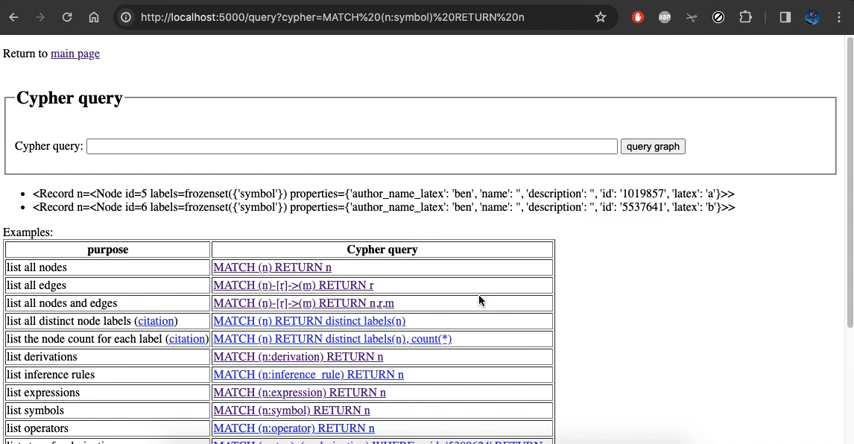 http://localhost:5000/query?cypher=MATCH%20(n:symbol)%20RETURN%20n
ABP
Return to main page
Cypher query
Cypher query: query graph
<Record n=<Node id=5 labels=frozenset({'symbol'}) properties={'author_name_latex': 'ben', 'name': '', 'description': '', 'id': '1019857', 'latex': 'a'}>>
<Record n=<Node id=6 labels=frozenset({'symbol'}) properties={'author_name_latex': 'ben', 'name': '', 'description': '', 'id': '5537641', 'latex': 'b'}>>
Examples:
purpose Cypher query
list all nodes MATCH (n) RETURN n
list all edges MATCH (n)-[r]->(m) RETURN r
list all nodes and edges MATCH (n)-[r]->(m) RETURN n,r,m
list all distinct node labels (citation) MATCH (n) RETURN distinct labels(n)
list the node count for each label (citation) MATCH (n) RETURN distinct labels(n), count(*)
list derivations MATCH (n:derivation) RETURN n
list inference rules MATCH (n:inference_rule) RETURN n
list expressions MATCH (n:expression) RETURN n
list symbols MATCH (n:symbol) RETURN n
list operators MATCH (n:operator) RETURN n